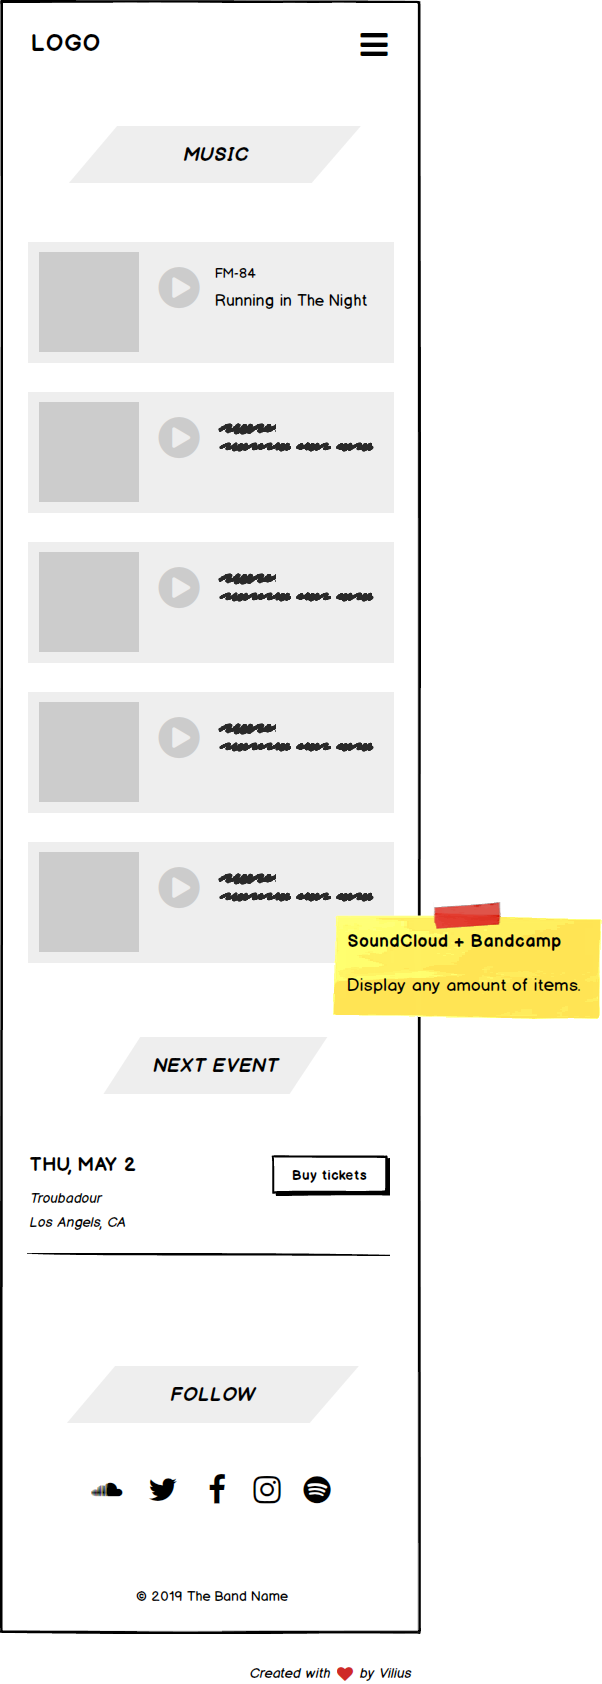 LOGO
MUSIC
FM-84
Running in The Night
SoundCloud + Bandcamp
Display any amount of items.
NEXT EVENT
THU, MAY 2
Buy tickets
Troubadour
Los Angels, CA
FOLLOW
© 2019 The Band Name
Created with ❤ by Vilius